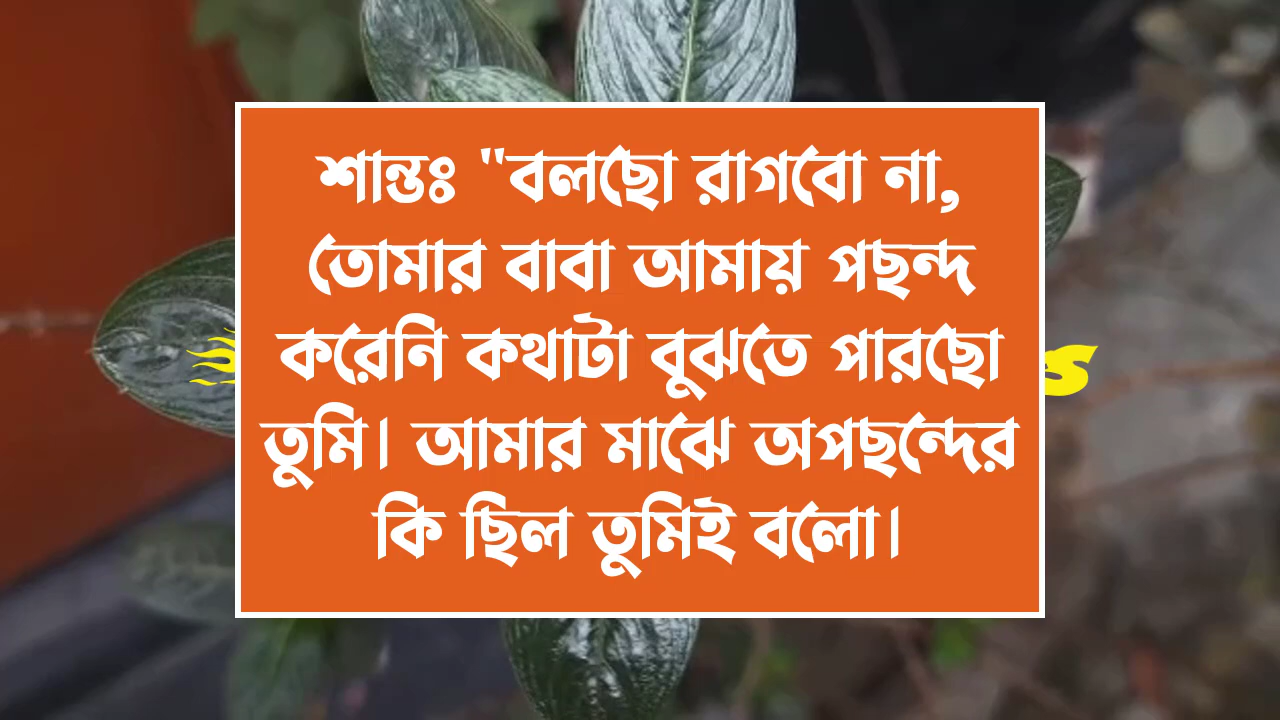 শান্তঃ "বলছো রাগবো না,
তোমার বাবা আমায় পছন্দ
করেনি কথাটা বুঝতে পারছো
তুমি। আমার মাঝে অপছন্দের
কি ছিল তুমিই বলো।